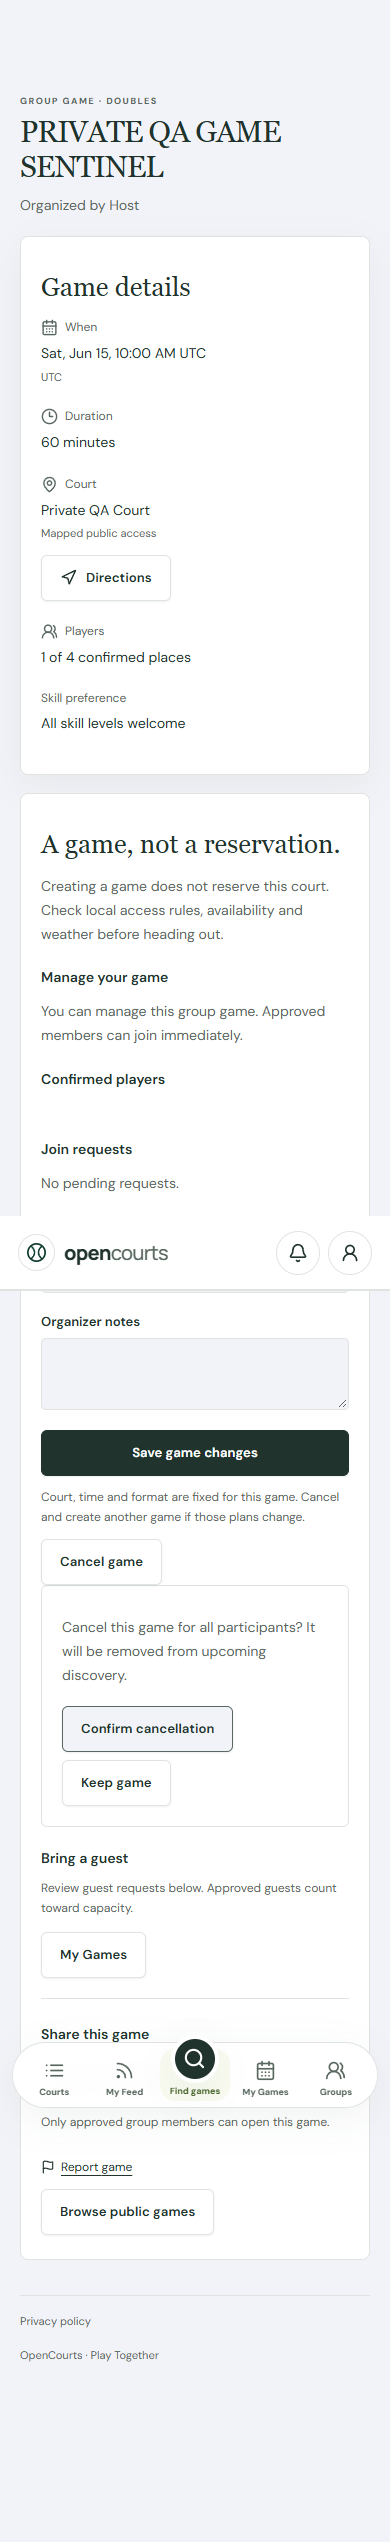 GROUP GAME · DOUBLES
PRIVATE QA GAME
SENTINEL
Organized by Host
Game details
When
Sat, Jun 15, 10:00 AM UTC
UTC
Duration
60 minutes
Court
Private QA Court
Mapped public access
Directions
Players
1 of 4 confirmed places
Skill preference
All skill levels welcome
A game, not a reservation.
Creating a game does not reserve this court.
Check local access rules, availability and
weather before heading out.
Manage your game
You can manage this group game. Approved
members can join immediately.
Confirmed players
Join requests
No pending requests.
opencourts
Organizer notes
Save game changes
Court, time and format are fixed for this game. Cancel
and create another game if those plans change.
Cancel game
Cancel this game for all participants? It
will be removed from upcoming
discovery.
Confirm cancellation
Keep game
Bring a guest
Review guest requests below. Approved guests count
toward capacity.
My Games
Share this game
Courts
My Feed
Find games
My Games
Groups
Only approved group members can open this game.
Report game
Browse public games
Privacy policy
OpenCourts · Play Together